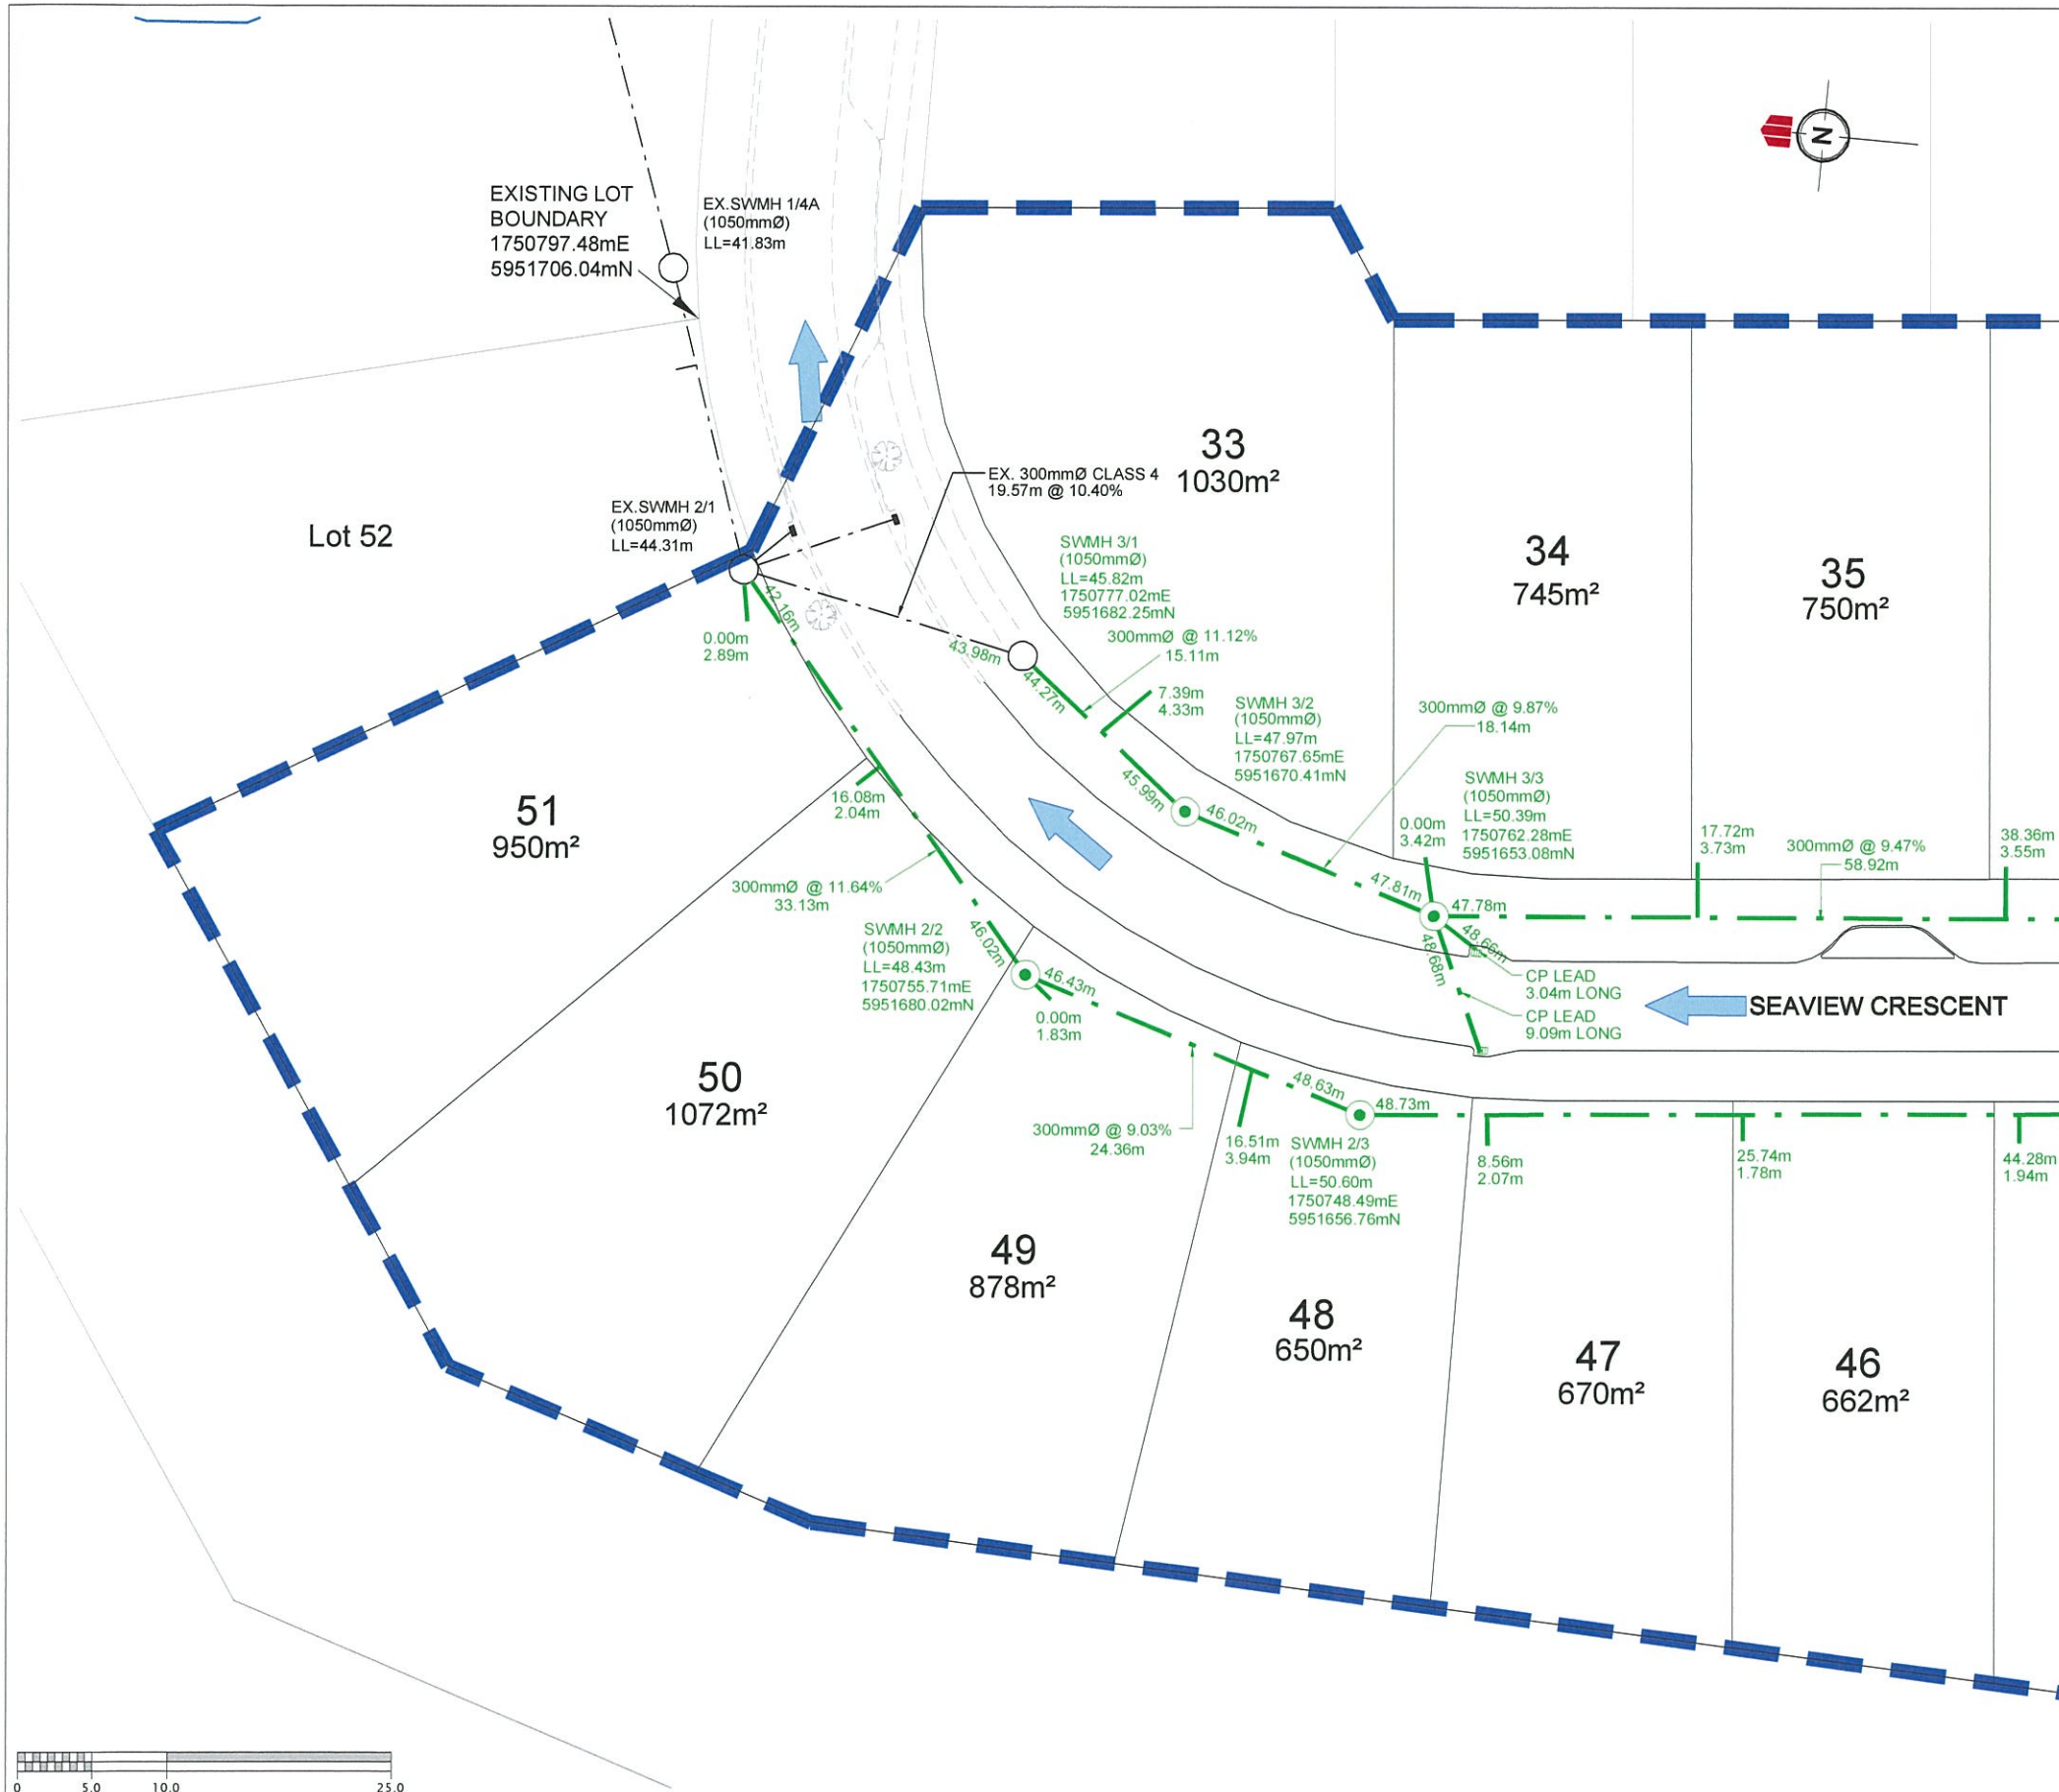 N
EXISTING LOT
BOUNDARY
1750797.48mE
5951706.04mN
EX.SWMH 1/4A
(1050mmØ)
LL=41.83m
33
1030m²
EX. 300mmØ CLASS 4
19.57m @ 10.40%
EX.SWMH 2/1
(1050mmØ)
LL=44.31m
Lot 52
34
745m²
35
750m²
SWMH 3/1
(1050mmØ)
LL=45.82m
1750777.02mE
5951682.25mN
42.16m
0.00m
2.89m
43.98m
44.27m
300mmØ @ 11.12%
15.11m
7.39m
4.33m
SWMH 3/2
(1050mmØ)
LL=47.97m
1750767.65mE
5951670.41mN
300mmØ @ 9.87%
18.14m
45.99m
46.02m
SWMH 3/3
(1050mmØ)
LL=50.39m
1750762.28mE
5951653.08mN
0.00m
3.42m
17.72m
3.73m
300mmØ @ 9.47%
58.92m
38.36m
3.55m
51
950m²
16.08m
2.04m
47.81m
47.78m
48.66m
48.68m
300mmØ @ 11.64%
33.13m
SWMH 2/2
(1050mmØ)
LL=48.43m
1750755.71mE
5951680.02mN
46.02m
46.43m
0.00m
1.83m
CP LEAD
3.04m LONG
CP LEAD
9.09m LONG
SEAVIEW CRESCENT
50
1072m²
48.63m
48.73m
300mmØ @ 9.03%
24.36m
16.51m
3.94m
SWMH 2/3
(1050mmØ)
LL=50.60m
1750748.49mE
5951656.76mN
8.56m
2.07m
25.74m
1.78m
44.28m
1.94m
49
878m²
48
650m²
47
670m²
46
662m²
0 5.0 10.0 25.0